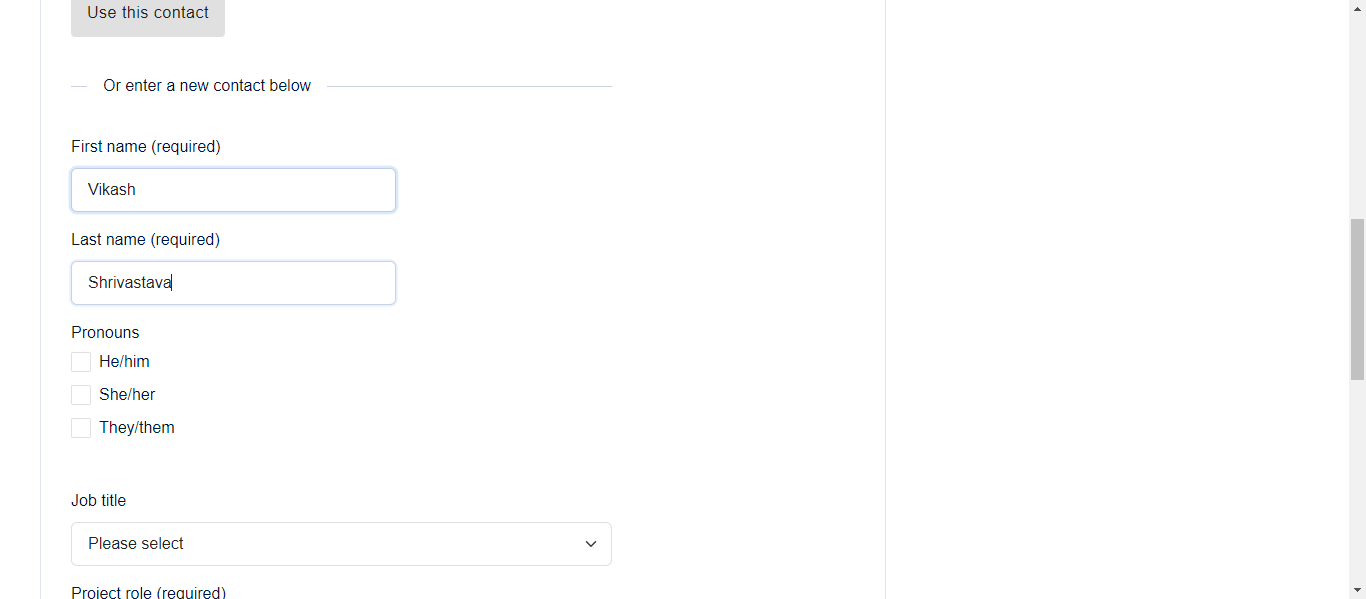 Use this contact
Or enter a new contact below
First name (required)
Vikash
Last name (required)
Shrivastava
Pronouns
He/him
She/her
They/them
Job title
Please select
Project role (required)